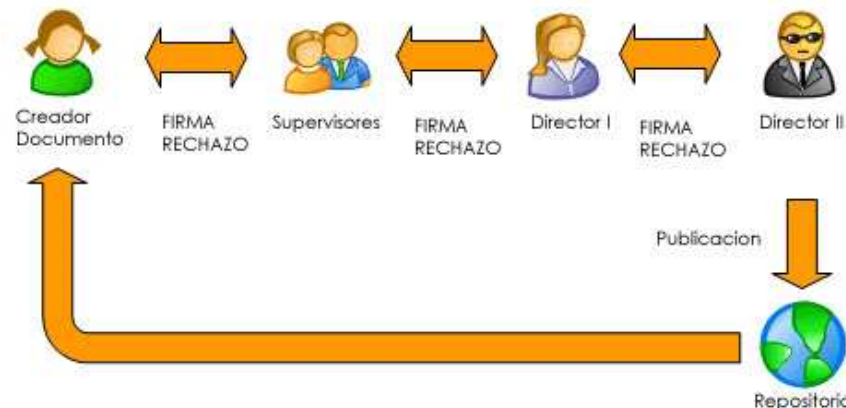 Creador
Documento
FIRMA
RECHAZO
Supervisores
FIRMA
RECHAZO
Director I
FIRMA
RECHAZO
Director II
Publicacion
Repositorio